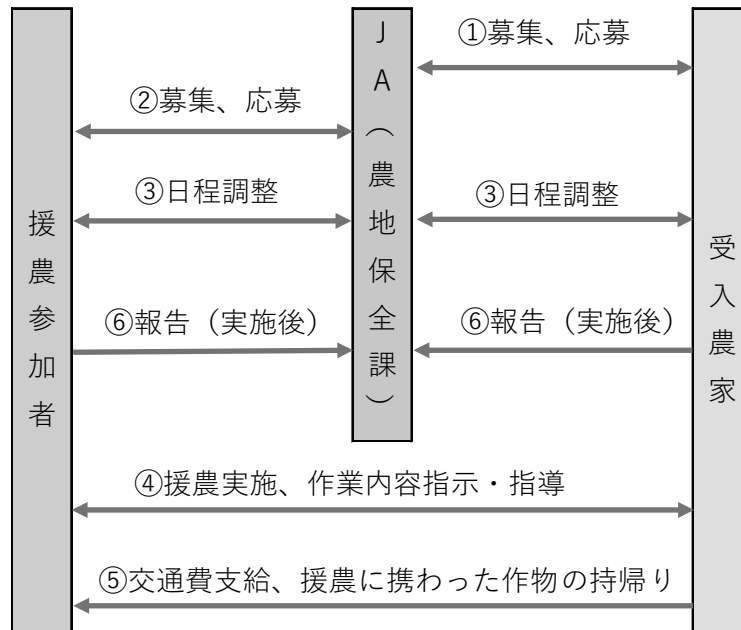 ①募集、応募
②募集、応募
③日程調整
③日程調整
⑥報告（実施後）
⑥報告（実施後）
④援農実施、作業内容指示・指導
⑤交通費支給、援農に携わった作物の持帰り
援農参加者
ＪＡ（農地保全課）
受入農家